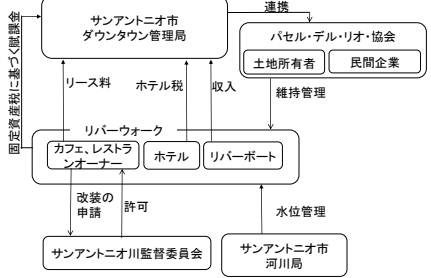 サンアントニオ市
ダウンタウン管理局
連携
パセル・デル・リオ・協会
土地所有者
民間企業
固定資産税に基づく賦課金
リース料
ホテル税
収入
維持管理
リバーウォーク
カフェ、レストラ
ンオーナー
ホテル
リバーボート
改装の
申請
許可
水位管理
サンアントニオ川監督委員会
サンアントニオ市
河川局